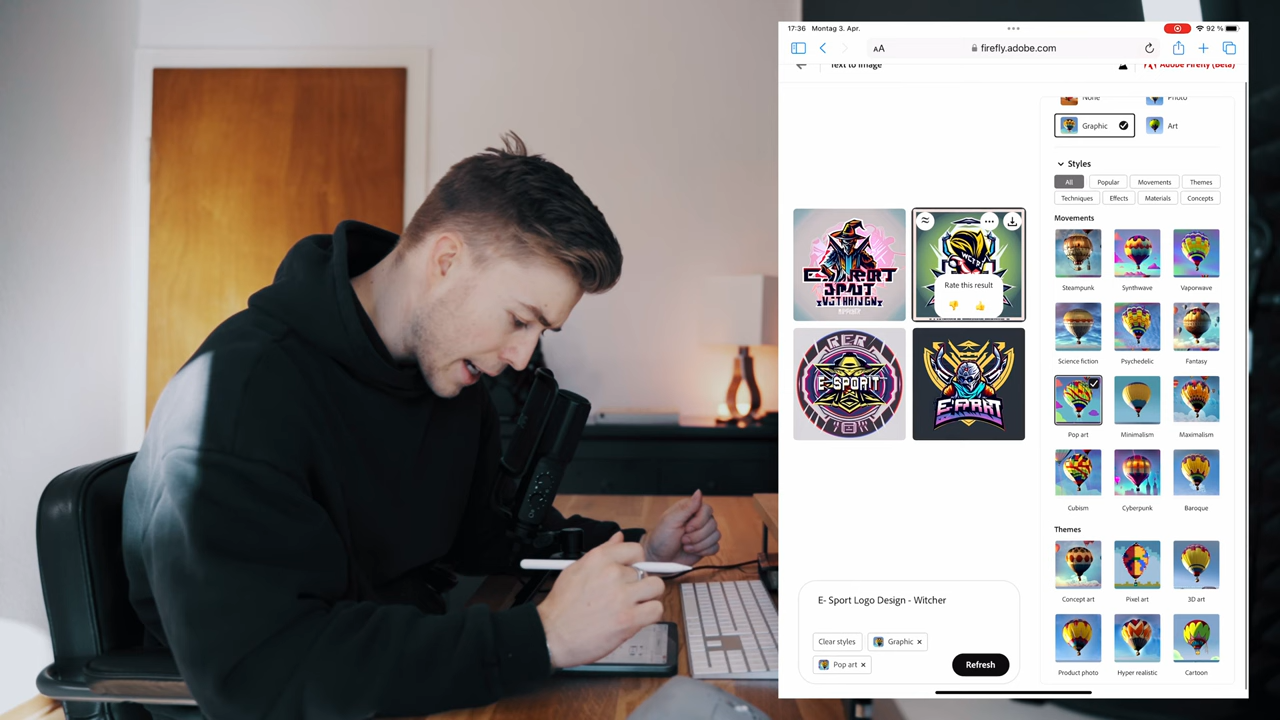 17:36 Montag 3. Apr.
92 %
AA
firefly.adobe.com
Text to image
Adobe Firefly (Beta)
None
Photo
Graphic
Art
Styles
All
Popular
Movements
Themes
Techniques
Effects
Materials
Concepts
Movements
Steampunk
Synthwave
Vaporwave
Science fiction
Psychedelic
Fantasy
Pop art
Minimalism
Maximalism
Cubism
Cyberpunk
Baroque
Themes
Concept art
Pixel art
3D art
Product photo
Hyper realistic
Cartoon
Rate this result
E-SPORIT
E-Sport Logo Design - Witcher
Clear styles
Graphic ×
Pop art ×
Refresh